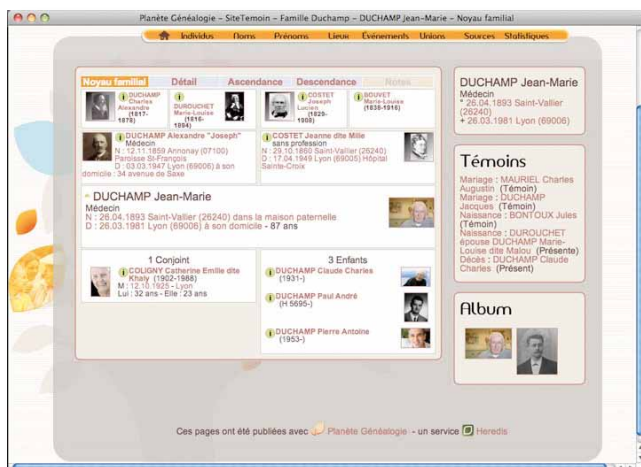 Planète Généalogie – SiteTemoin – Famille Duchamp – DUCHAMP Jean-Marie – Noyau familial
Individus Noms Prénoms Lieux Événements Unions Sources Statistiques
Noyau familial Détail Ascendance Descendance Notes
DUCHAMP
Charles
Alexandre
(1817-
1879)
DUROUCHET
Marie-Louise
(1816-
1894)
COSTET
Joseph
Lucien
(1829-
1908)
BOUVET
Marie-Louise
(1836-1916)
DUCHAMP Alexandre "Joseph"
Médecin
N : 12.11.1859 Annonay (07100)
Paroisse St-François
D : 03.03.1947 Lyon (69006) à son
domicile : 34 avenue de Saxe
COSTET Jeanne dite Mile
sans profession
N : 29.10.1860 Saint-Vallier (26240)
D : 17.04.1949 Lyon (69005) Hôpital
Sainte-Croix
DUCHAMP Jean-Marie
Médecin
N : 26.04.1893 Saint-Vallier (26240) dans la maison paternelle
D : 26.03.1981 Lyon (69006) à son domicile - 87 ans
1 Conjoint
COLIGNY Catherine Emilie dite
Khaly (1902-1988)
M : 12.10.1925 - Lyon
Lui : 32 ans - Elle : 23 ans
3 Enfants
DUCHAMP Claude Charles
(1931-)
DUCHAMP Paul André
(H 5695-)
DUCHAMP Pierre Antoine
(1953-)
DUCHAMP Jean-Marie
Médecin
* 26.04.1893 Saint-Vallier
(26240)
+ 26.03.1981 Lyon (69006)
Témoins
Mariage : MAURIEL Charles
Augustin (Témoin)
Mariage : DUCHAMP
Jacques (Témoin)
Naissance : BONTOUX Jules
(Témoin)
Naissance : DUROUCHET
épouse DUCHAMP Marie-
Louise dite Malou (Présente)
Décès : DUCHAMP Claude
Charles (Présent)
Album
Ces pages ont été publiées avec Planète Généalogie - un service Heredis